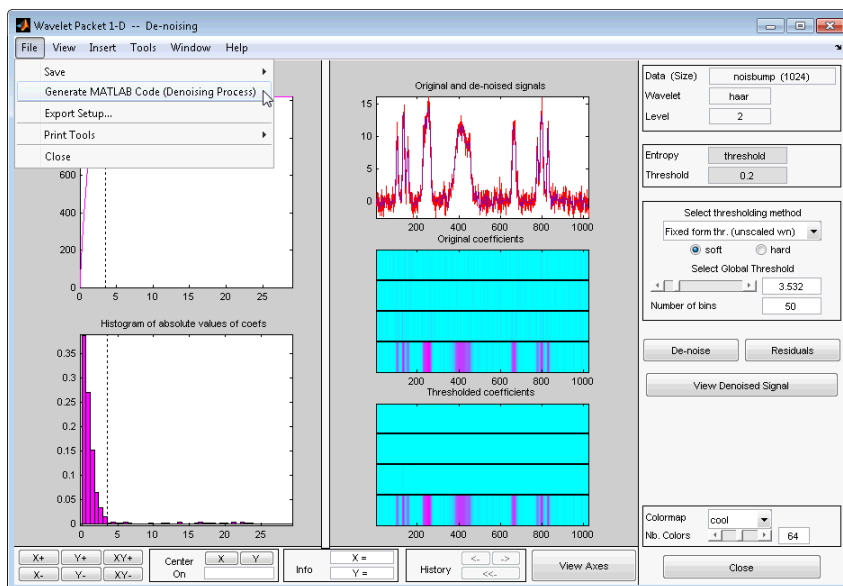 Wavelet Packet 1-D -- De-noising
File View Insert Tools Window Help
Save
Generate MATLAB Code (Denoising Process)
Export Setup...
Print Tools
Close
600
400
200
0
0 5 10 15 20 25
Histogram of absolute values of coefs
0.35
0.3
0.25
0.2
0.15
0.1
0.05
0
0 5 10 15 20 25
Original and de-noised signals
15
10
5
0
200 400 600 800 1000
Original coefficients
200 400 600 800 1000
Thresholded coefficients
200 400 600 800 1000
Data (Size) noisbump (1024)
Wavelet haar
Level 2
Entropy threshold
Threshold 0.2
Select thresholding method
Fixed form thr. (unscaled wn)
soft hard
Select Global Threshold
3.532
Number of bins 50
De-noise Residuals
View Denoised Signal
Colormap cool
Nb. Colors 64
Close
X+ Y+ XY+
X- Y- XY-
Center On X Y
Info X = Y =
History <- -> <<-
View Axes